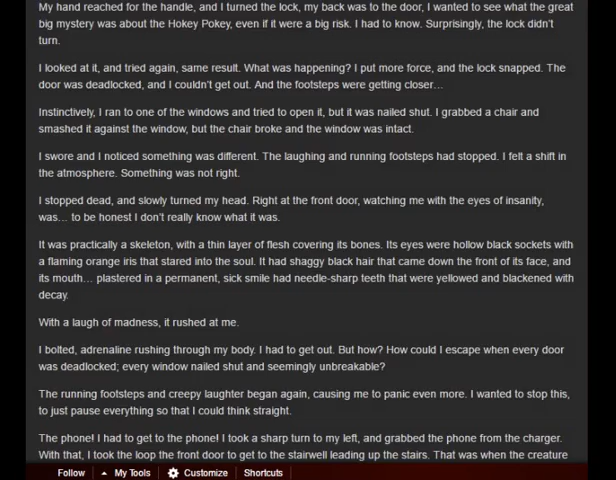 My hand reached for the handle, and I turned the lock, my back was to the door, I wanted to see what the great
big mystery was about the Hokey Pokey, even if it were a big risk. I had to know. Surprisingly, the lock didn't
turn.
I looked at it, and tried again, same result. What was happening? I put more force, and the lock snapped. The
door was deadlocked, and I couldn't get out. And the footsteps were getting closer…
Instinctively, I ran to one of the windows and tried to open it, but it was nailed shut. I grabbed a chair and
smashed it against the window, but the chair broke and the window was intact.
I swore and I noticed something was different. The laughing and running footsteps had stopped. I felt a shift in
the atmosphere. Something was not right.
I stopped dead, and slowly turned my head. Right at the front door, watching me with the eyes of insanity,
was… to be honest I don't really know what it was.
It was practically a skeleton, with a thin layer of flesh covering its bones. Its eyes were hollow black sockets with
a flaming orange iris that stared into the soul. It had shaggy black hair that came down the front of its face, and
its mouth… plastered in a permanent, sick smile had needle-sharp teeth that were yellowed and blackened with
decay.
With a laugh of madness, it rushed at me.
I bolted, adrenaline rushing through my body. I had to get out. But how? How could I escape when every door
was deadlocked; every window nailed shut and seemingly unbreakable?
The running footsteps and creepy laughter began again, causing me to panic even more. I wanted to stop this,
to just pause everything so that I could think straight.
The phone! I had to get to the phone! I took a sharp turn to my left, and grabbed the phone from the charger.
With that, I took the loop the front door to get to the stairwell leading up the stairs. That was when the creature
Follow My Tools Customize Shortcuts